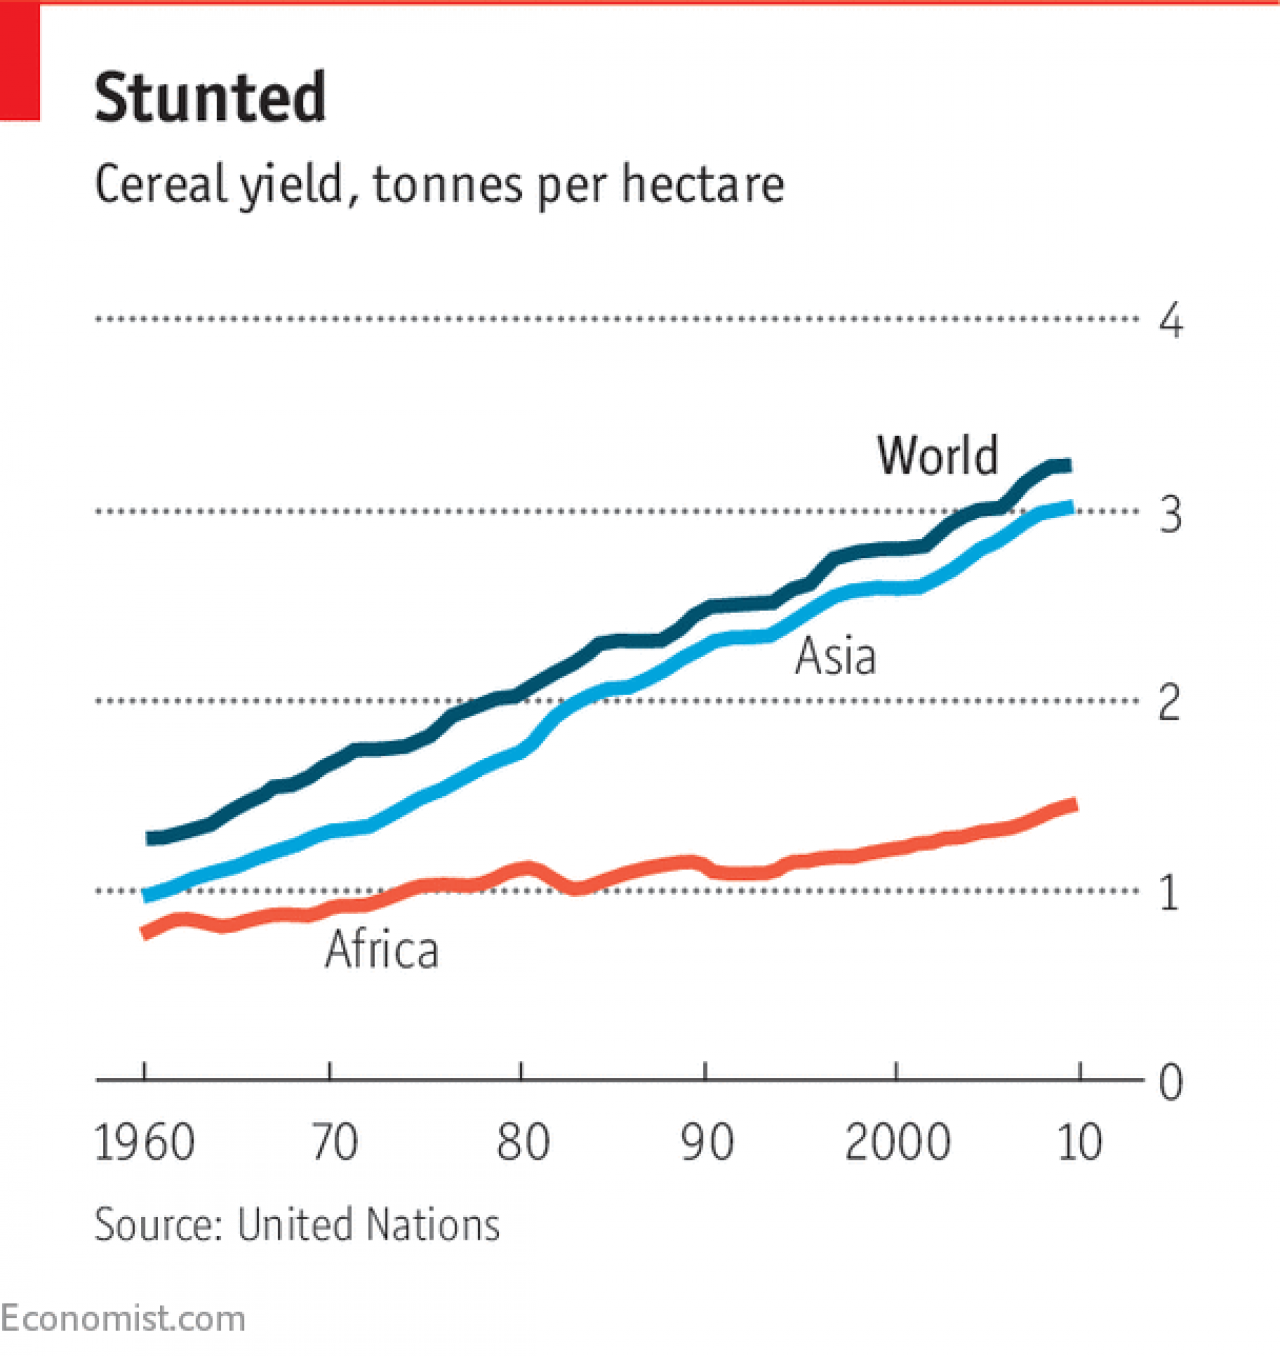 Stunted
Cereal yield, tonnes per hectare
4
World
3
Asia
2
1
Africa
0
1960 70 80 90 2000 10
Source: United Nations
Economist.com